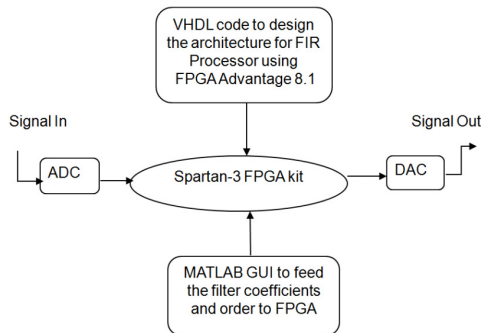 VHDL code to design
the architecture for FIR
Processor using
FPGA Advantage 8.1
Signal In
Signal Out
ADC
Spartan-3 FPGA kit
DAC
MATLAB GUI to feed
the filter coefficients
and order to FPGA